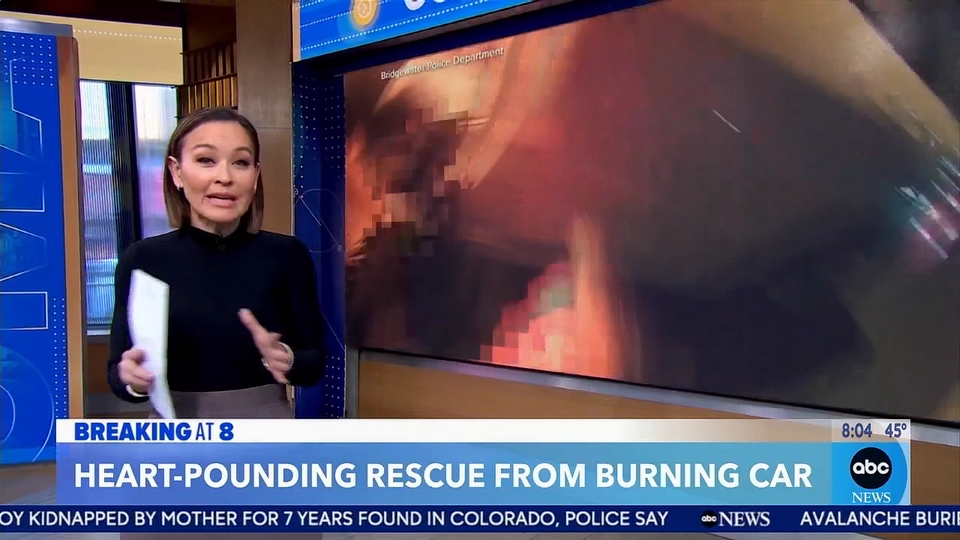 Bridgewater Police Department
BREAKING AT 8
8:04 45°
HEART-POUNDING RESCUE FROM BURNING CAR
abc
NEWS
OY KIDNAPPED BY MOTHER FOR 7 YEARS FOUND IN COLORADO, POLICE SAY abc NEWS AVALANCHE BURIE